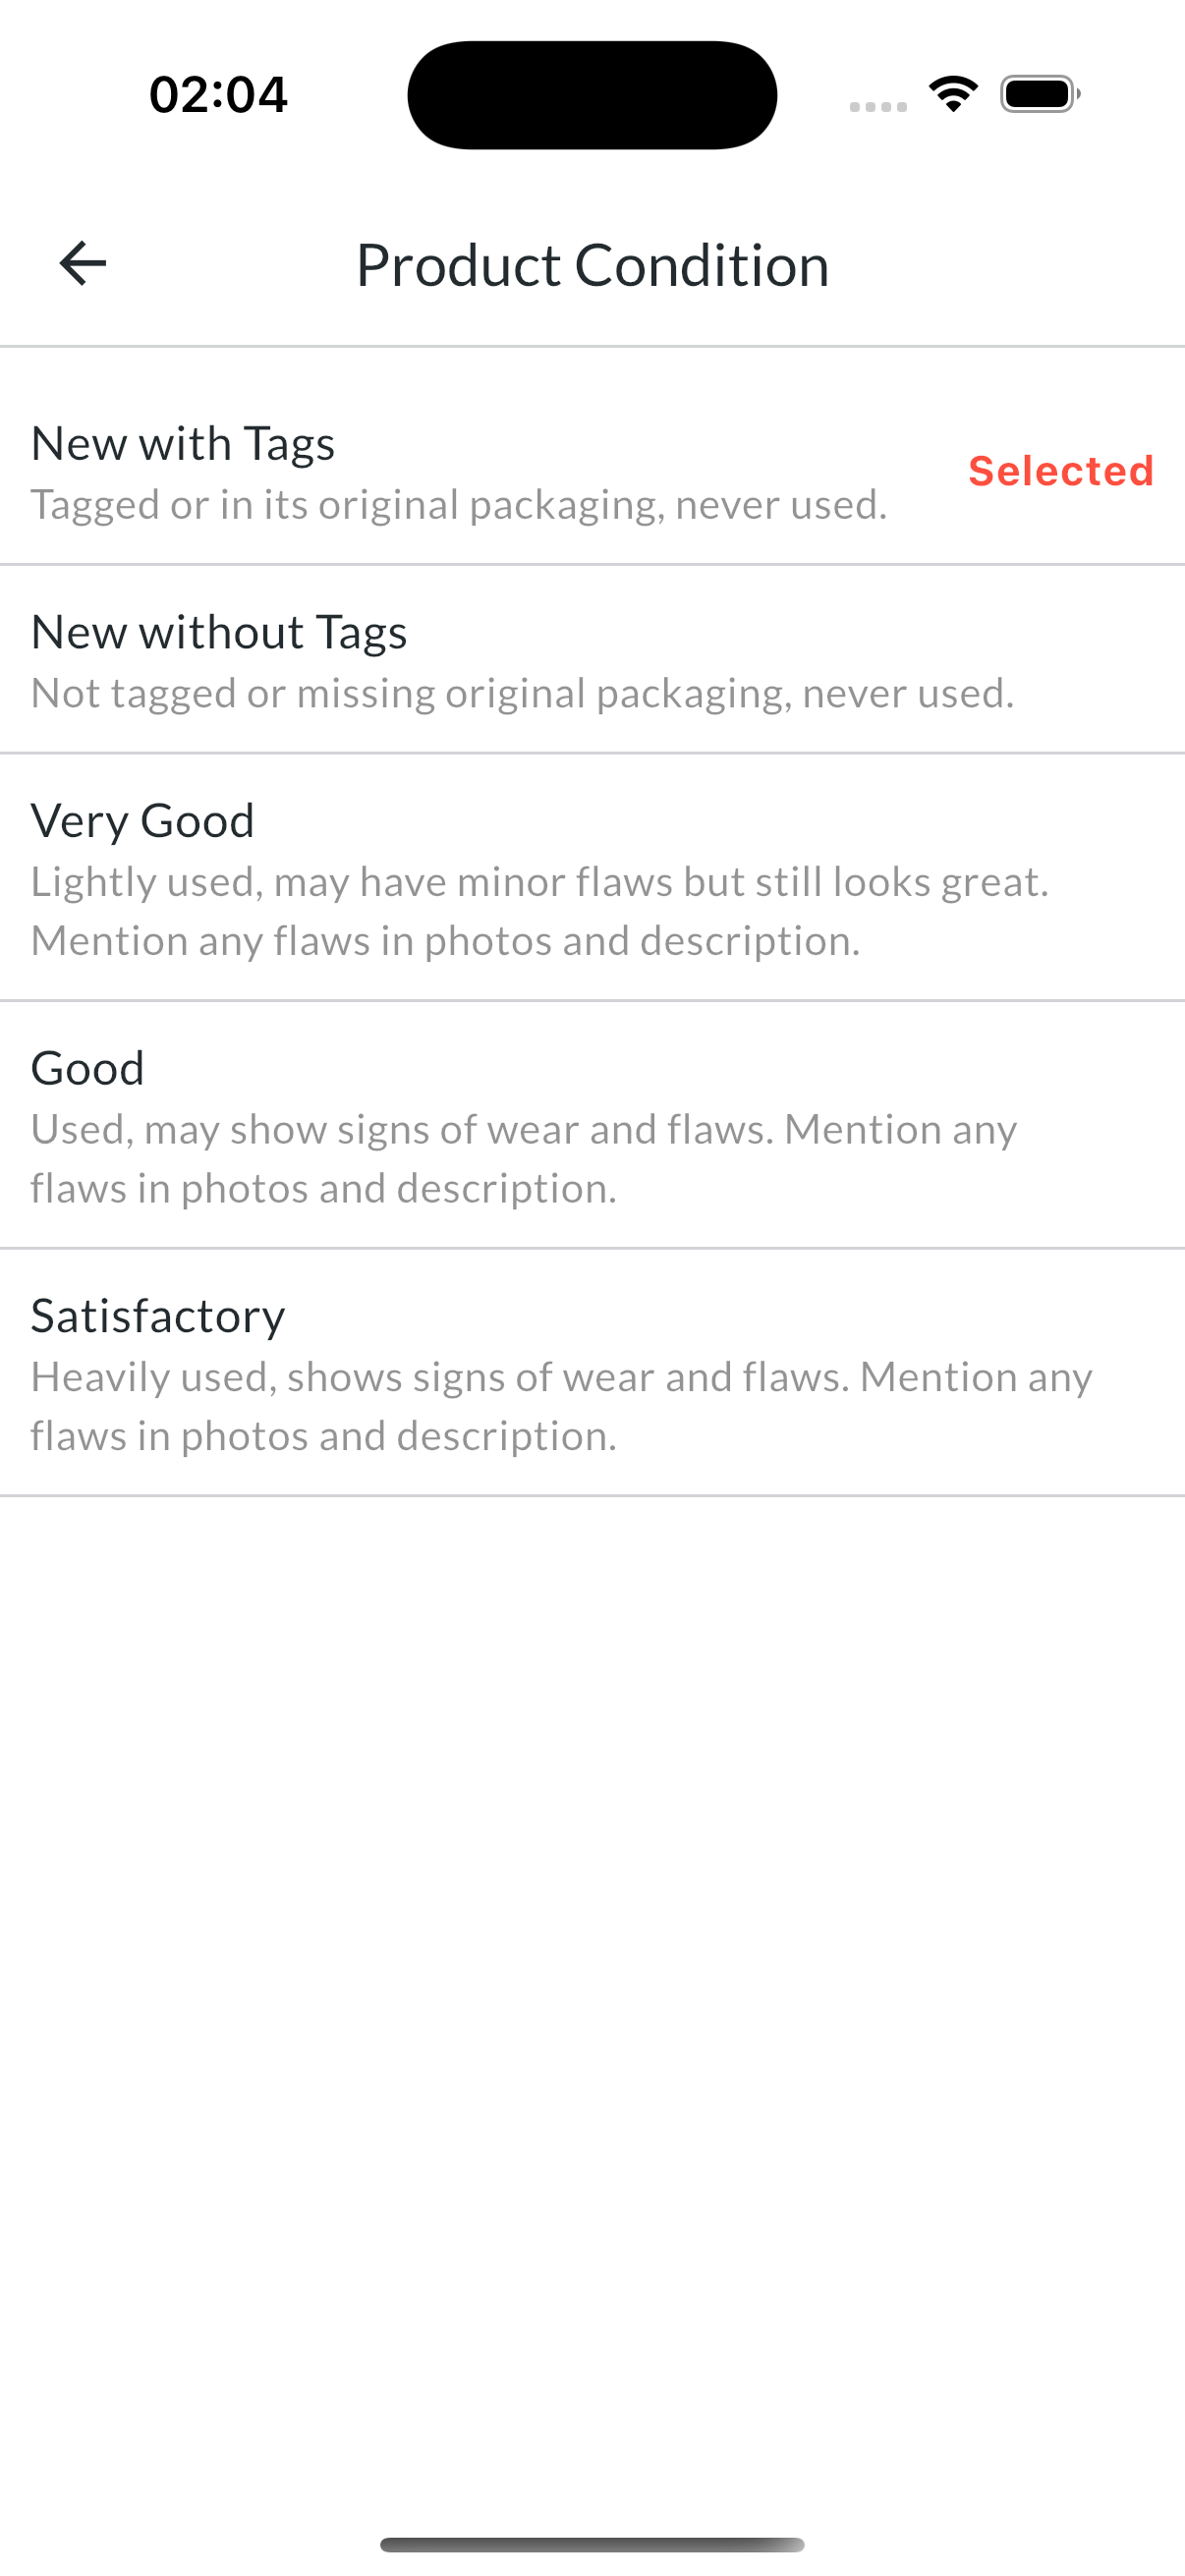 02:04
Product Condition
New with Tags
Selected
Tagged or in its original packaging, never used.
New without Tags
Not tagged or missing original packaging, never used.
Very Good
Lightly used, may have minor flaws but still looks great.
Mention any flaws in photos and description.
Good
Used, may show signs of wear and flaws. Mention any
flaws in photos and description.
Satisfactory
Heavily used, shows signs of wear and flaws. Mention any
flaws in photos and description.